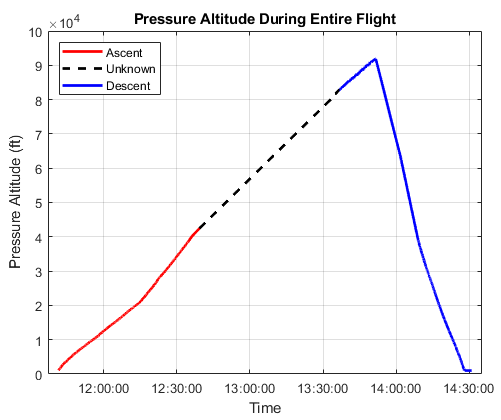 Pressure Altitude During Entire Flight
×10⁴
Ascent
Unknown
Descent
10
9
8
7
6
5
4
3
2
1
0
Pressure Altitude (ft)
12:00:00 12:30:00 13:00:00 13:30:00 14:00:00 14:30:00
Time